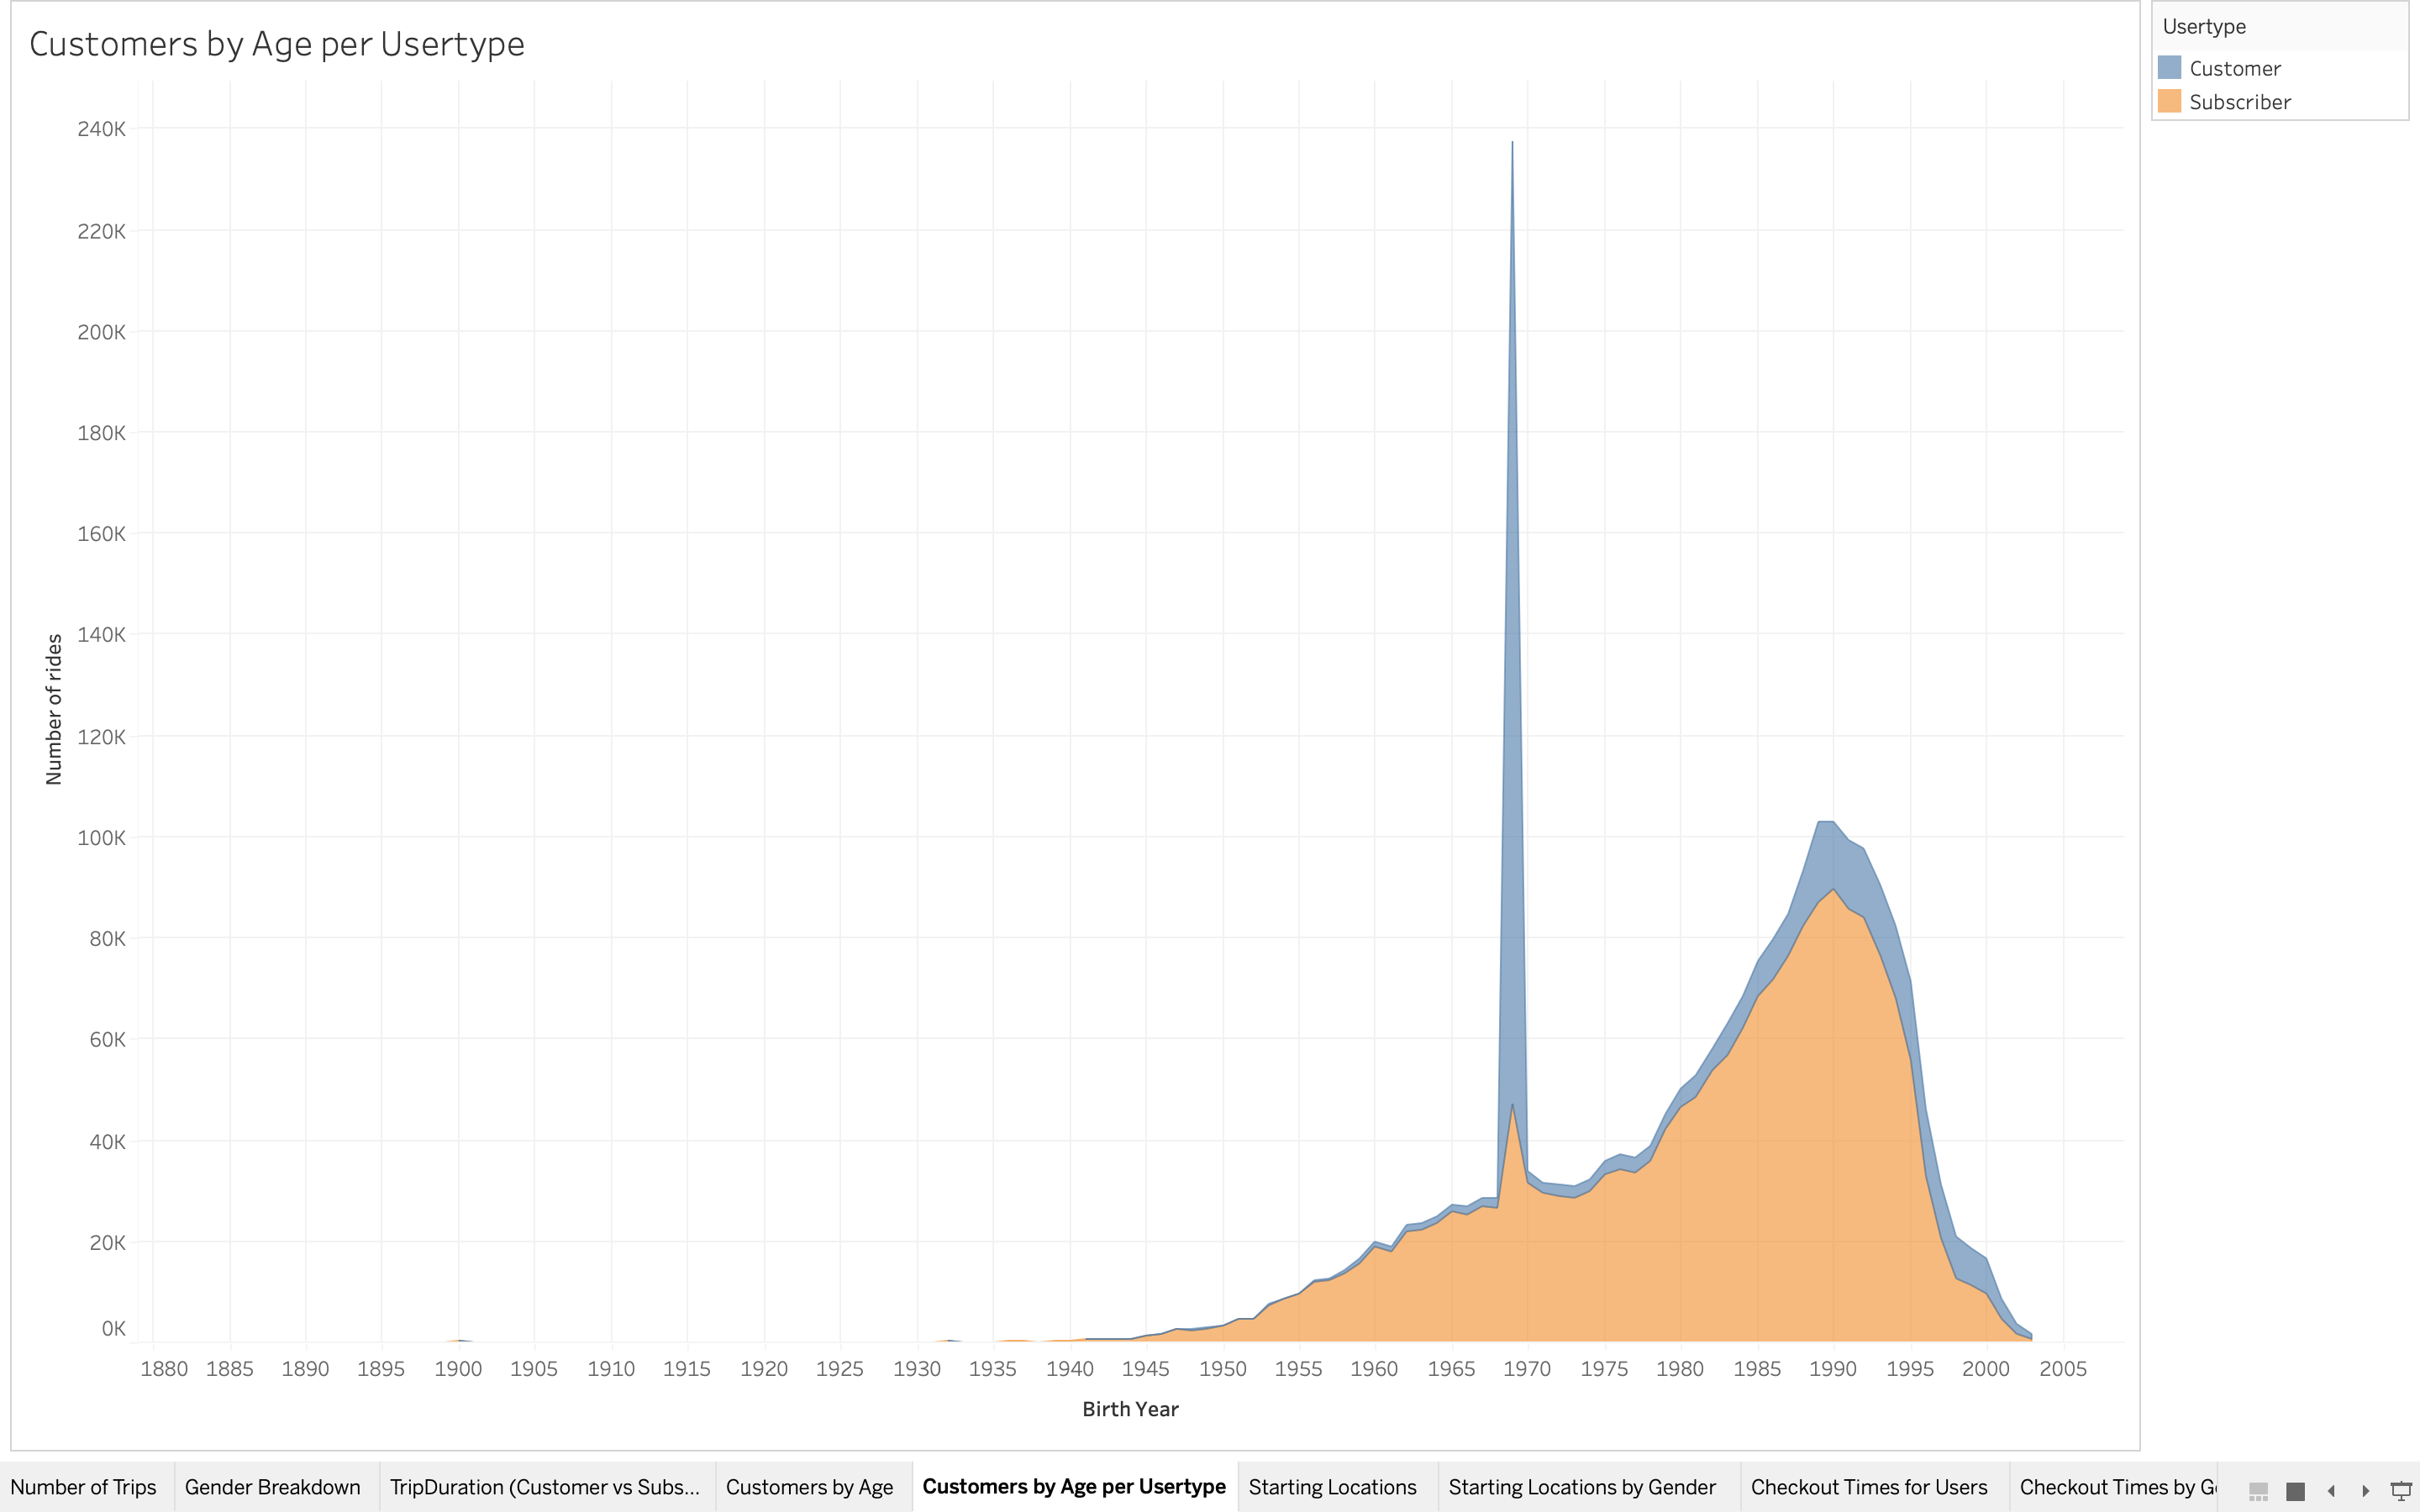 Customers by Age per Usertype
Usertype
Customer
Subscriber
240K
220K
200K
180K
160K
140K
120K
100K
80K
60K
40K
20K
0K
Number of rides
1880 1885 1890 1895 1900 1905 1910 1915 1920 1925 1930 1935 1940 1945 1950 1955 1960 1965 1970 1975 1980 1985 1990 1995 2000 2005
Birth Year
Number of Trips Gender Breakdown TripDuration (Customer vs Subs... Customers by Age Customers by Age per Usertype Starting Locations Starting Locations by Gender Checkout Times for Users Checkout Times by Ge